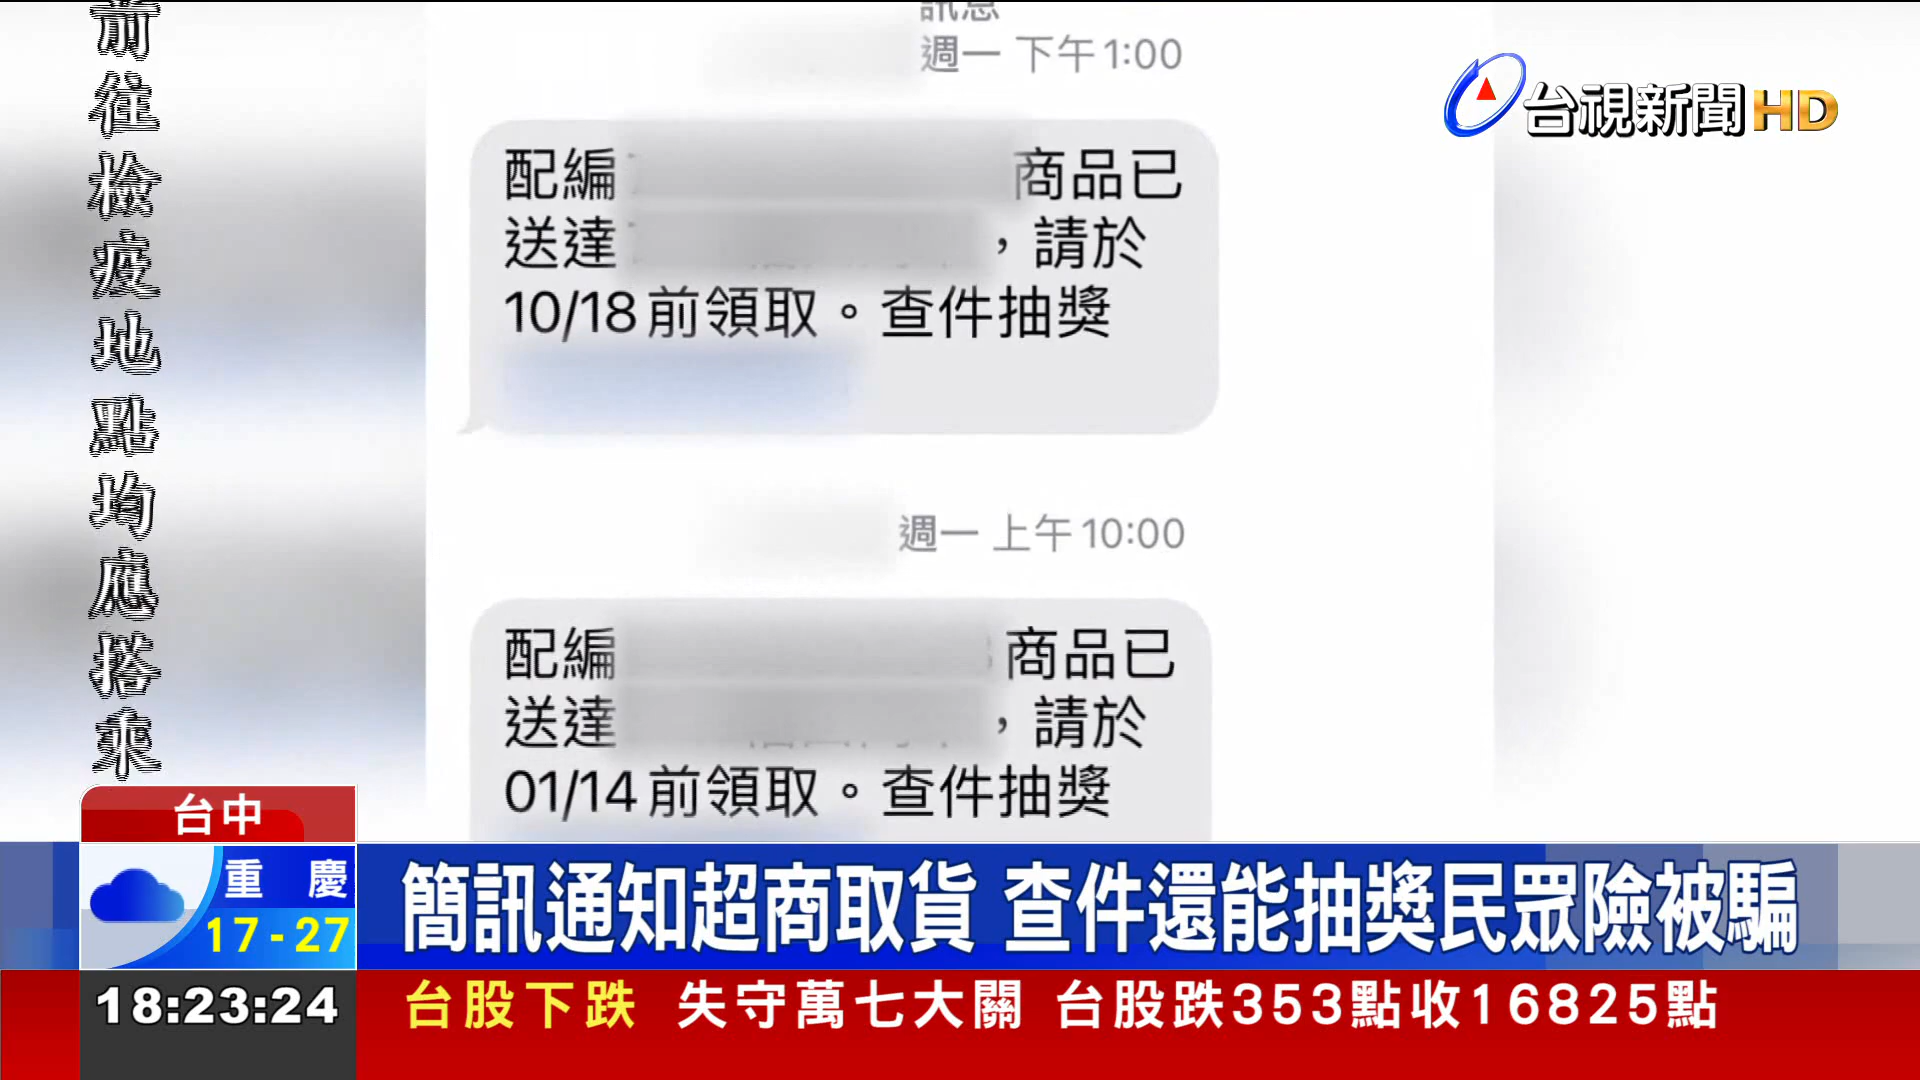 前往檢疫地點均應搭乘
訊息
週一 下午1:00
配編 商品已
送達 ，請於
10/18前領取。查件抽獎
週一 上午10:00
配編 商品已
送達 ，請於
01/14前領取。查件抽獎
台視新聞HD
台中
重慶
17-27
簡訊通知超商取貨 查件還能抽獎民眾險被騙
18:23:24
台股下跌 失守萬七大關 台股跌353點收16825點